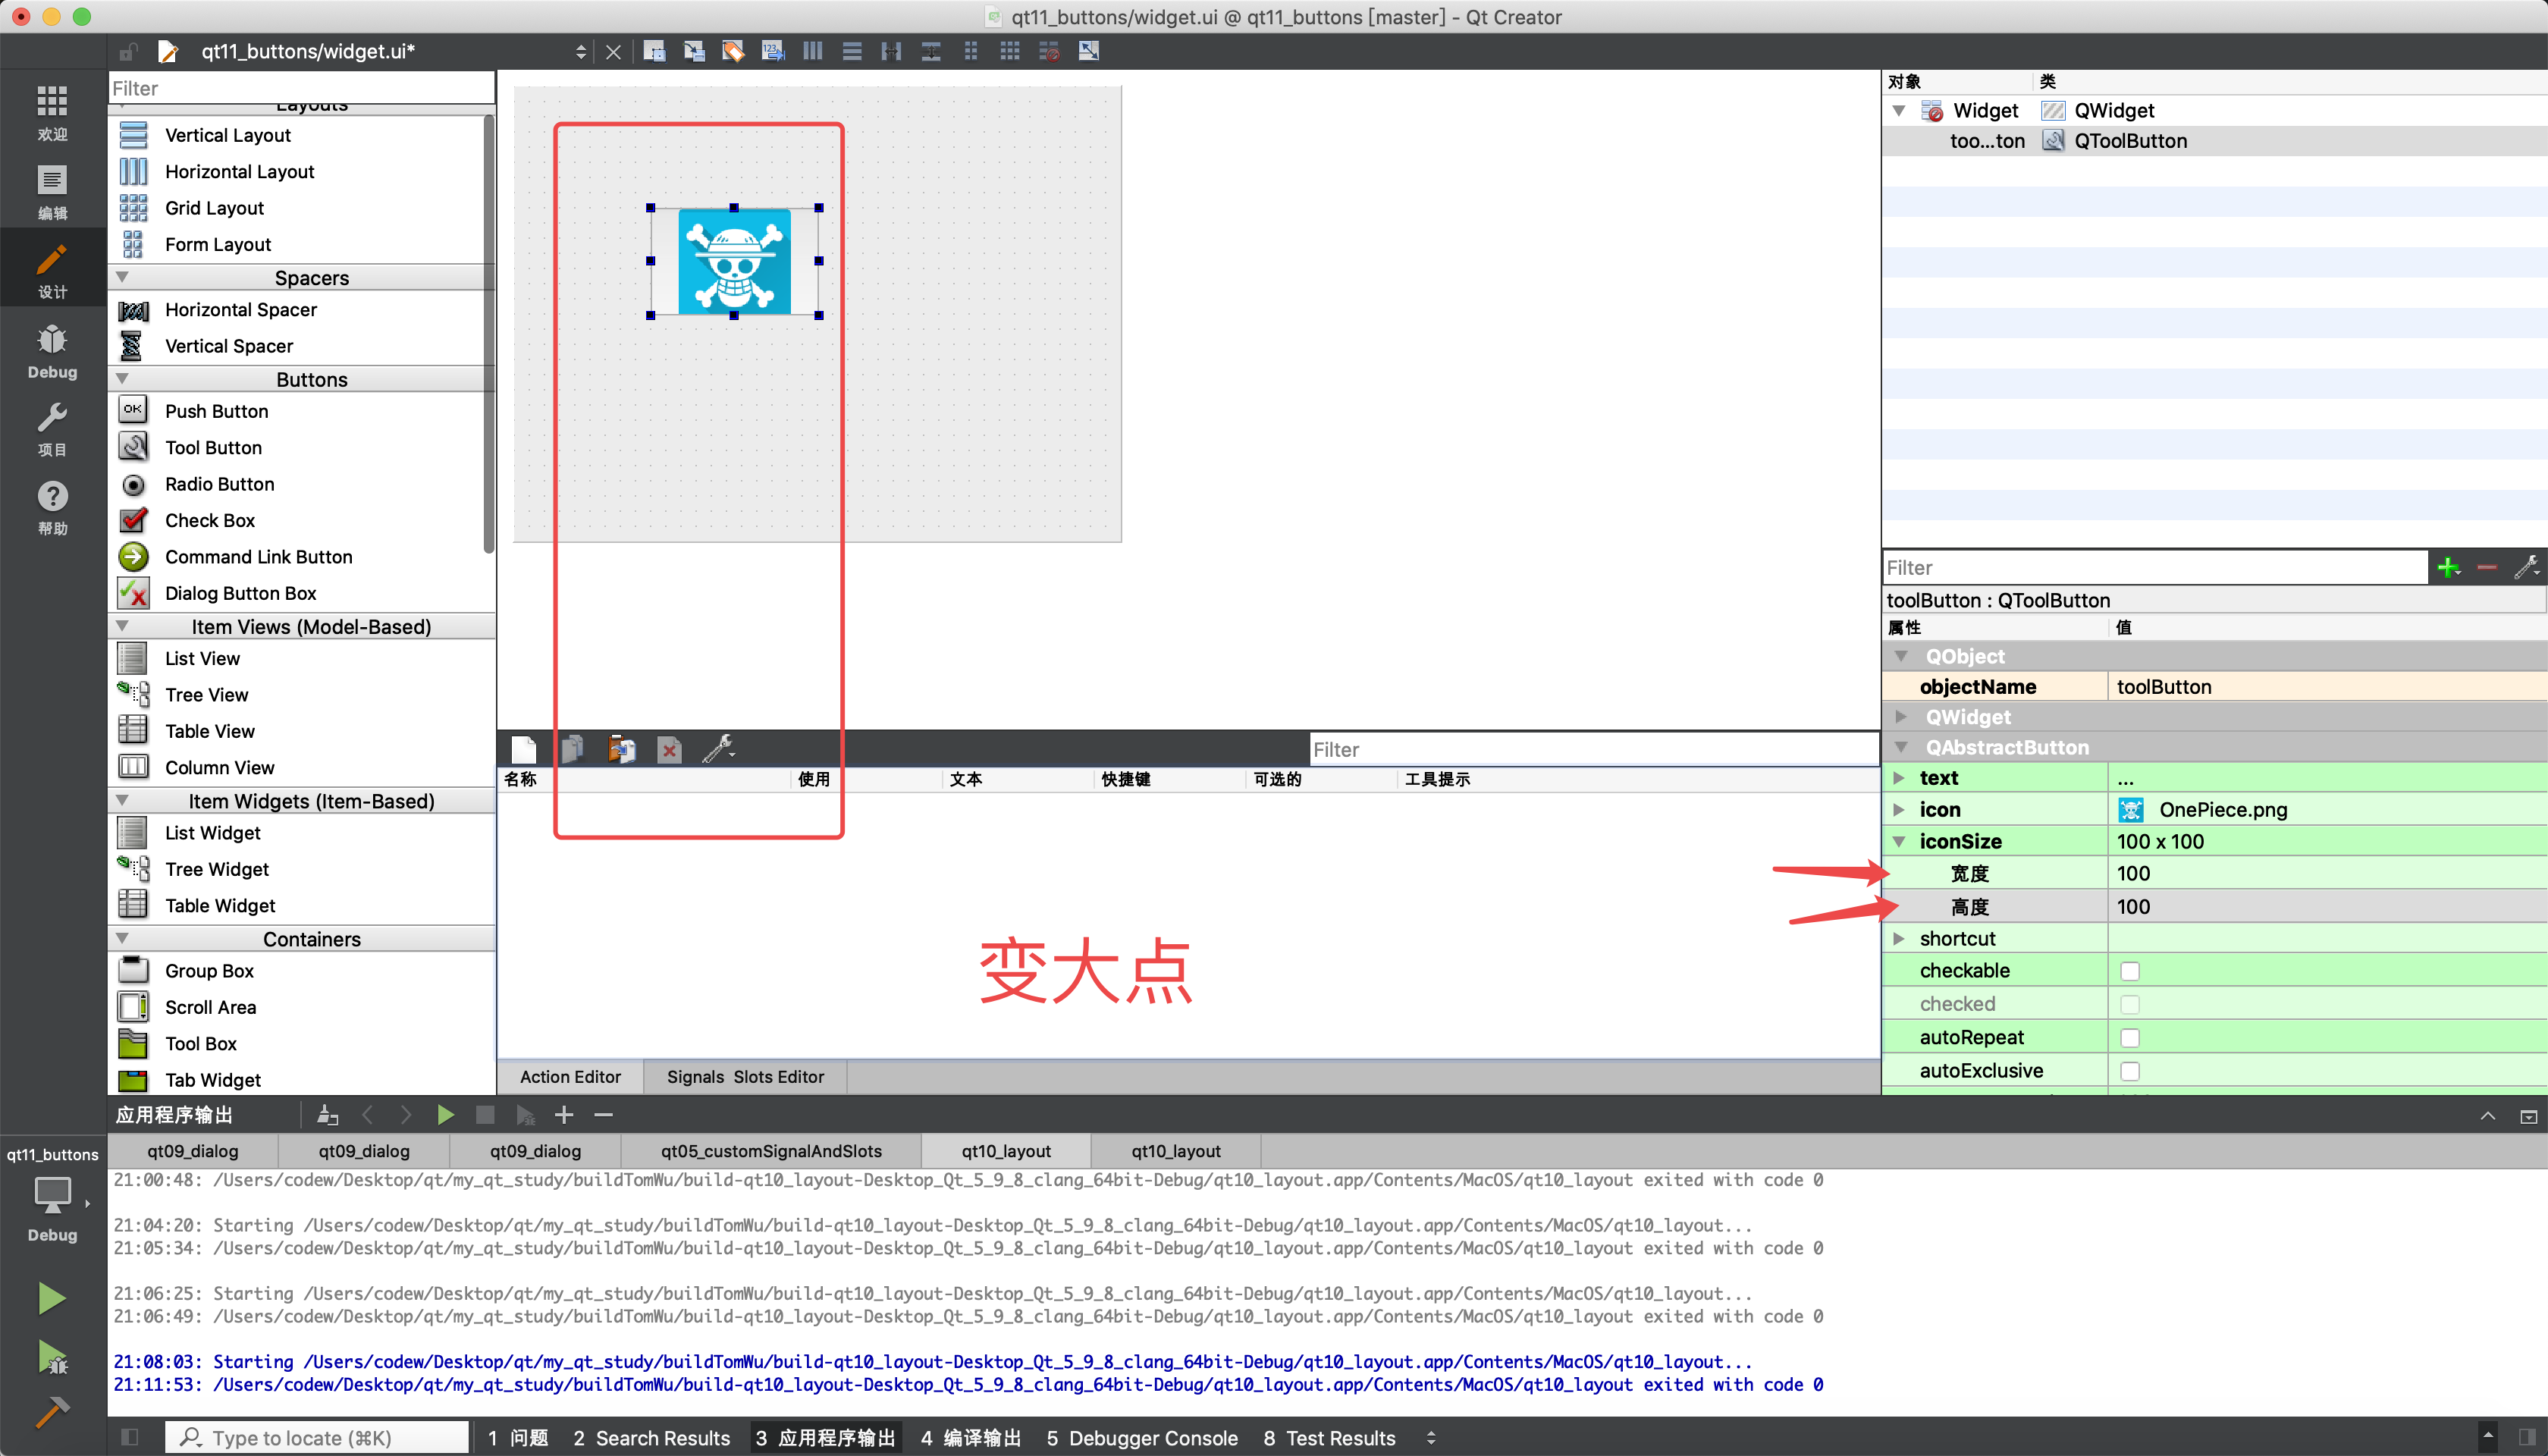 qt11_buttons/widget.ui @ qt11_buttons [master] - Qt Creator
qt11_buttons/widget.ui*
欢迎
编辑
设计
Debug
项目
帮助
qt11_buttons
Debug
Filter
Layouts
Vertical Layout
Horizontal Layout
Grid Layout
Form Layout
Spacers
Horizontal Spacer
Vertical Spacer
Buttons
OK
Push Button
Tool Button
Radio Button
Check Box
Command Link Button
Dialog Button Box
Item Views (Model-Based)
List View
Tree View
Table View
Column View
Item Widgets (Item-Based)
List Widget
Tree Widget
Table Widget
Containers
Group Box
Scroll Area
Tool Box
Tab Widget
Filter
名称 使用 文本 快捷键 可选的 工具提示
变大点
Action Editor Signals Slots Editor
对象 类
Widget QWidget
too...ton QToolButton
Filter
toolButton : QToolButton
属性 值
QObject
objectName toolButton
QWidget
QAbstractButton
text ...
icon OnePiece.png
iconSize 100 x 100
宽度 100
高度 100
shortcut
checkable
checked
autoRepeat
autoExclusive
应用程序输出
qt09_dialog qt09_dialog qt09_dialog qt05_customSignalAndSlots qt10_layout qt10_layout
21:00:48: /Users/codew/Desktop/qt/my_qt_study/buildTomWu/build-qt10_layout-Desktop_Qt_5_9_8_clang_64bit-Debug/qt10_layout.app/Contents/MacOS/qt10_layout exited with code 0
21:04:20: Starting /Users/codew/Desktop/qt/my_qt_study/buildTomWu/build-qt10_layout-Desktop_Qt_5_9_8_clang_64bit-Debug/qt10_layout.app/Contents/MacOS/qt10_layout...
21:05:34: /Users/codew/Desktop/qt/my_qt_study/buildTomWu/build-qt10_layout-Desktop_Qt_5_9_8_clang_64bit-Debug/qt10_layout.app/Contents/MacOS/qt10_layout exited with code 0
21:06:25: Starting /Users/codew/Desktop/qt/my_qt_study/buildTomWu/build-qt10_layout-Desktop_Qt_5_9_8_clang_64bit-Debug/qt10_layout.app/Contents/MacOS/qt10_layout...
21:06:49: /Users/codew/Desktop/qt/my_qt_study/buildTomWu/build-qt10_layout-Desktop_Qt_5_9_8_clang_64bit-Debug/qt10_layout.app/Contents/MacOS/qt10_layout exited with code 0
21:08:03: Starting /Users/codew/Desktop/qt/my_qt_study/buildTomWu/build-qt10_layout-Desktop_Qt_5_9_8_clang_64bit-Debug/qt10_layout.app/Contents/MacOS/qt10_layout...
21:11:53: /Users/codew/Desktop/qt/my_qt_study/buildTomWu/build-qt10_layout-Desktop_Qt_5_9_8_clang_64bit-Debug/qt10_layout.app/Contents/MacOS/qt10_layout exited with code 0
Type to locate (⌘K) 1 问题 2 Search Results 3 应用程序输出 4 编译输出 5 Debugger Console 8 Test Results